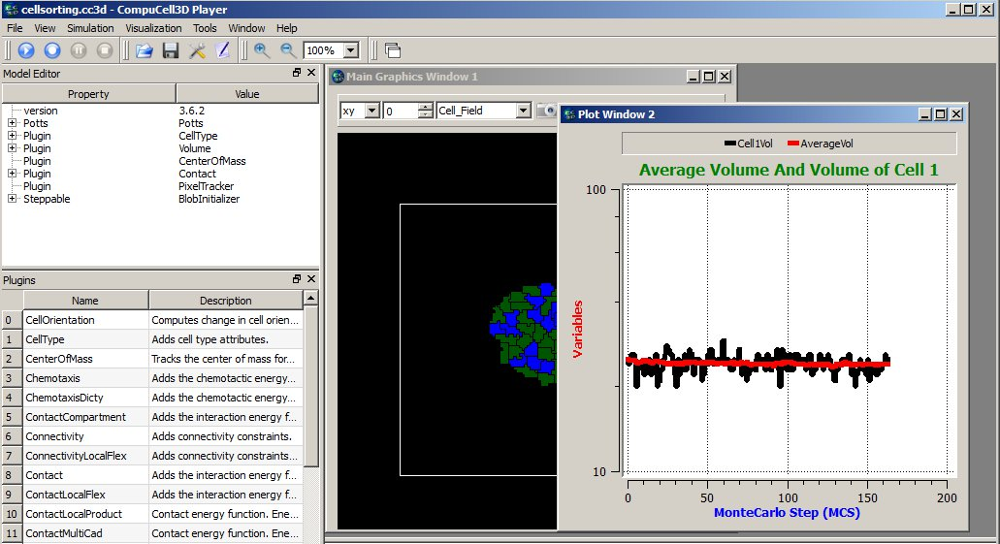 cellsorting.cc3d - CompuCell3D Player
File View Simulation Visualization Tools Window Help
100%
Model Editor
Property Value
version 3.6.2
Potts Potts
Plugin CellType
Plugin Volume
Plugin CenterOfMass
Plugin Contact
Plugin PixelTracker
Steppable BlobInitializer
Plugins
Name Description
0 CellOrientation Computes change in cell orien...
1 CellType Adds cell type attributes.
2 CenterOfMass Tracks the center of mass for...
3 Chemotaxis Adds the chemotactic energy...
4 ChemotaxisDicty Adds the chemotactic energy...
5 ContactCompartment Adds the interaction energy f...
6 Connectivity Adds connectivity constraints.
7 ConnectivityLocalFlex Adds connectivity constraints...
8 Contact Adds the interaction energy f...
9 ContactLocalFlex Adds the interaction energy f...
10 ContactLocalProduct Contact energy function. Ene...
11 ContactMultiCad Contact energy function. Ene...
Main Graphics Window 1
xy 0 Cell_Field
Plot Window 2
Cell1Vol AverageVol
Average Volume And Volume of Cell 1
100
Variables
10
0 50 100 150 200
MonteCarlo Step (MCS)